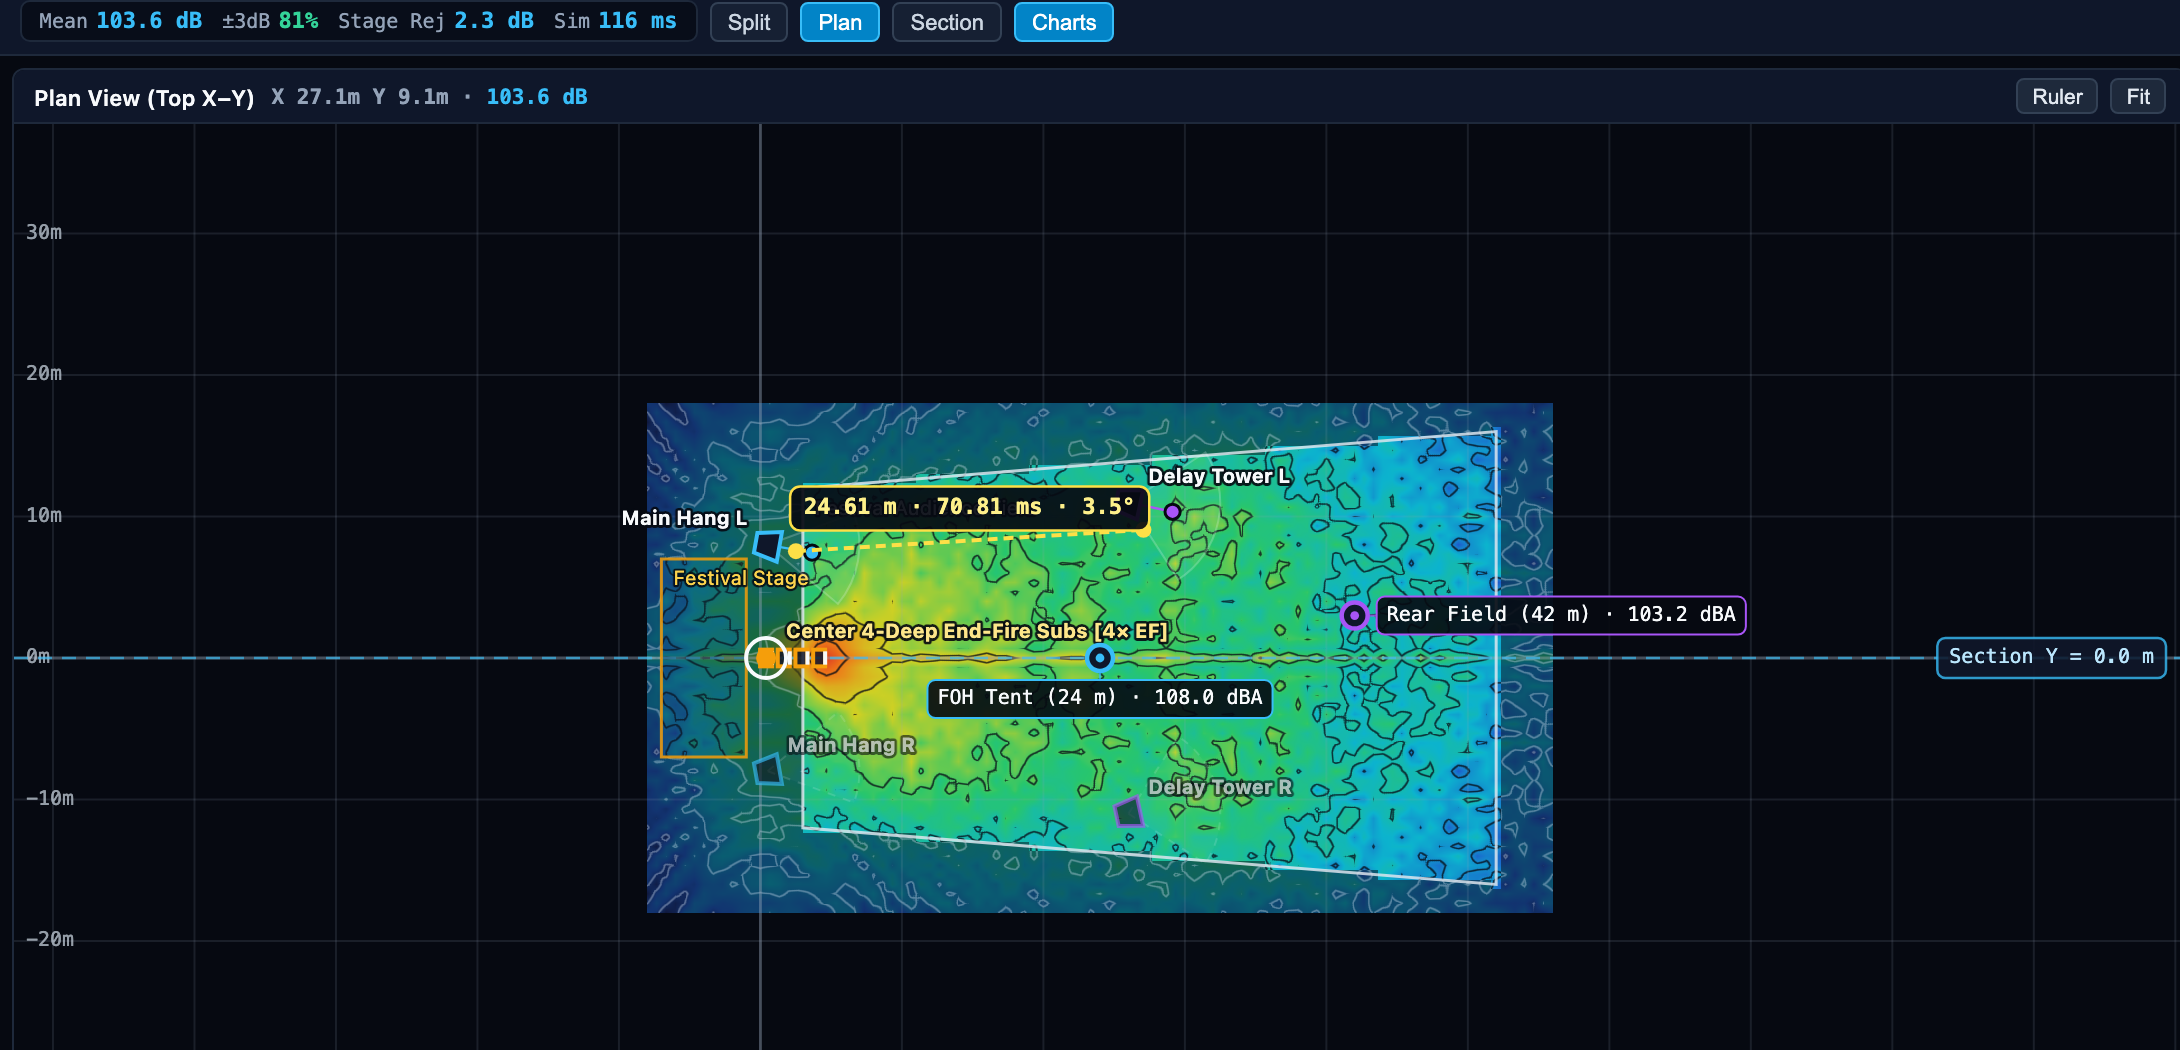 Mean 103.6 dB ±3dB 81% Stage Rej 2.3 dB Sim 116 ms Split Plan Section Charts
Plan View (Top X–Y) X 27.1m Y 9.1m · 103.6 dB Ruler Fit
30m
20m
Delay Tower L
24.61 m · 70.81 ms · 3.5°
10m
Main Hang L
Festival Stage
Rear Field (42 m) · 103.2 dBA
Center 4-Deep End-Fire Subs [4× EF]
0m
Section Y = 0.0 m
FOH Tent (24 m) · 108.0 dBA
Main Hang R
Delay Tower R
−10m
−20m